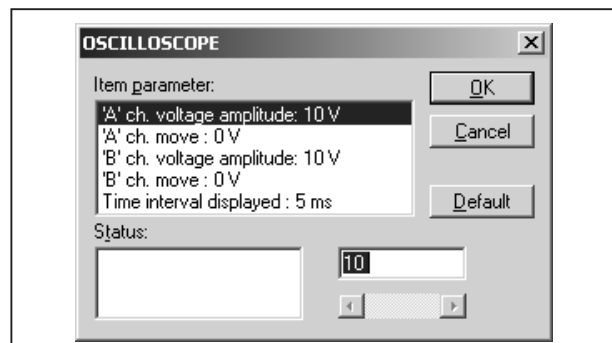 OSCILLOSCOPE
Item parameter:
'A' ch. voltage amplitude: 10 V
'A' ch. move : 0 V
'B' ch. voltage amplitude: 10 V
'B' ch. move : 0 V
Time interval displayed : 5 ms
OK
Cancel
Default
Status:
10